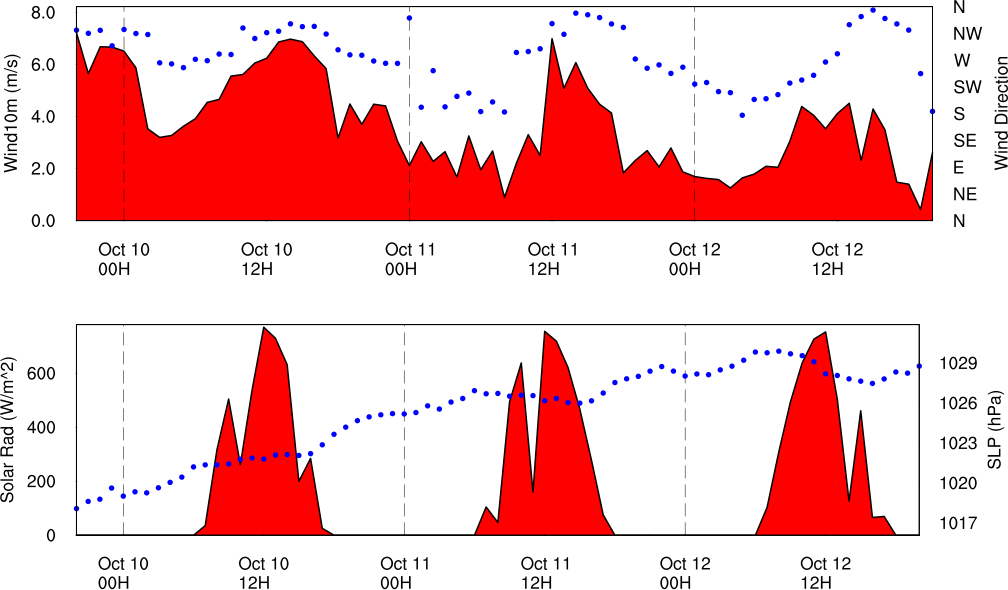 Wind10m (m/s)
8.0
6.0
4.0
2.0
0.0
N
NW
W
SW
S
SE
E
NE
N
Wind Direction
Oct 10
00H
Oct 10
12H
Oct 11
00H
Oct 11
12H
Oct 12
00H
Oct 12
12H
Solar Rad (W/m^2)
600
400
200
0
1029
1026
1023
1020
1017
SLP (hPa)
Oct 10
00H
Oct 10
12H
Oct 11
00H
Oct 11
12H
Oct 12
00H
Oct 12
12H